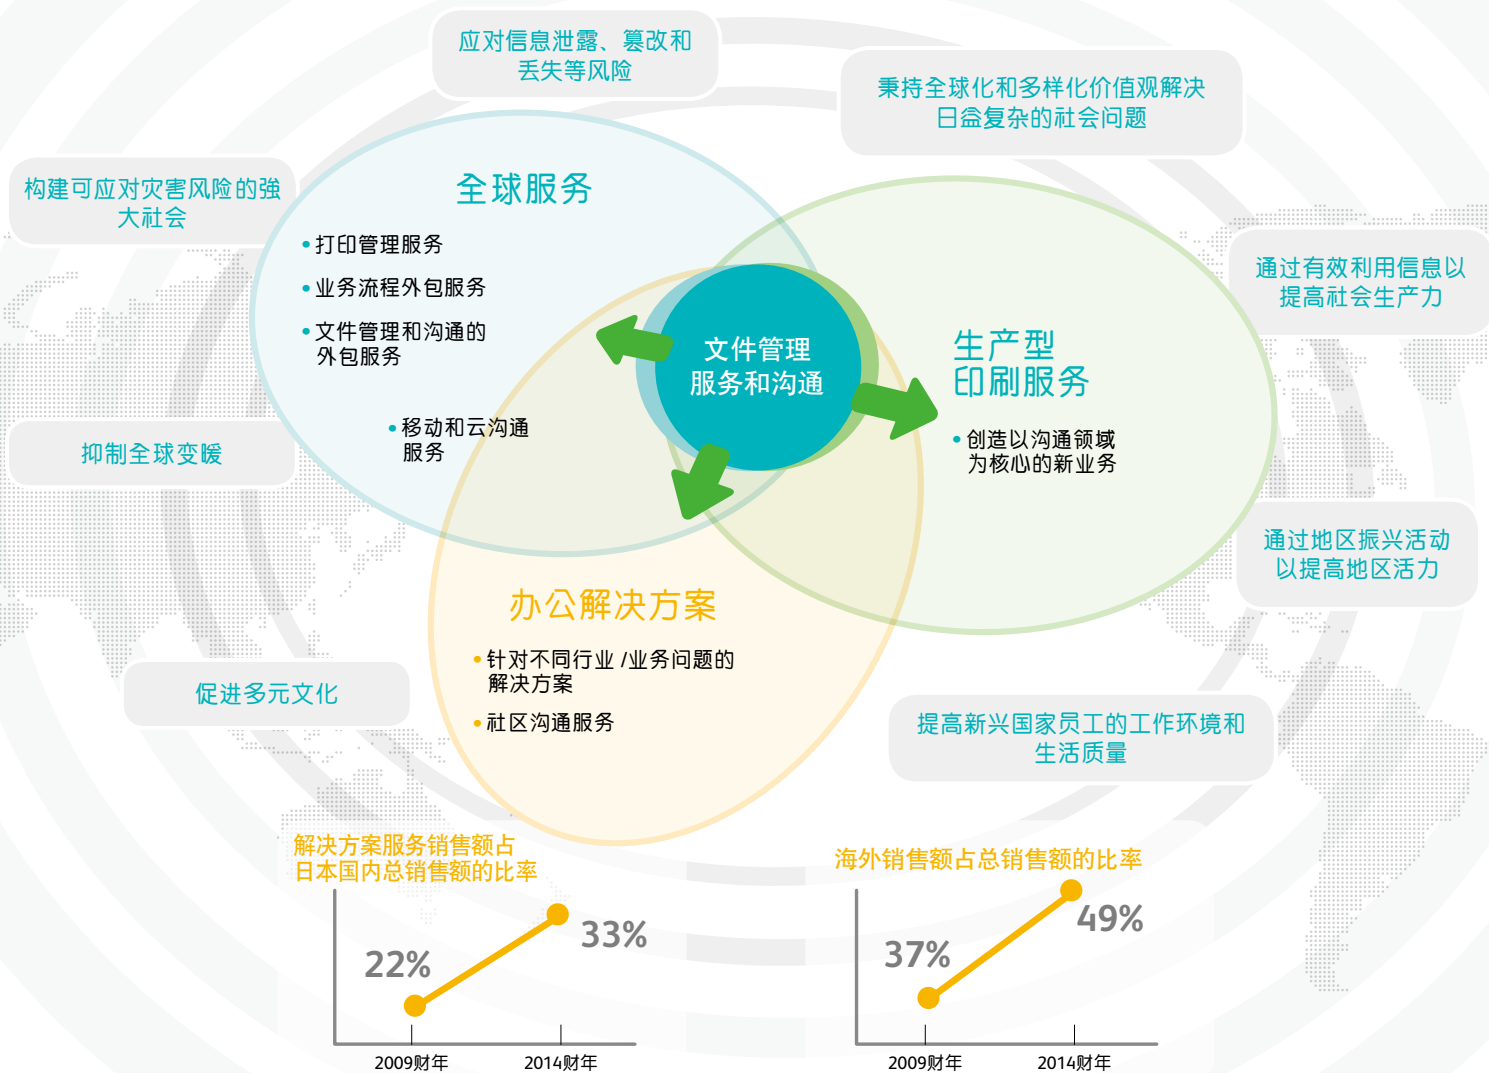 应对信息泄露、篡改和
丢失等风险
秉持全球化和多样化价值观解决
日益复杂的社会问题
构建可应对灾害风险的強
大社会
全球服务
• 打印管理服务
• 业务流程外包服务
• 文件管理和沟通的
外包服务
• 移动和云沟通
服务
文件管理
服务和沟通
生产型
印刷服务
• 创造以沟通领域
为核心的新业务
通过有效利用信息以
提高社会生产力
抑制全球变暖
通过地区振兴活动
以提高地区活力
办公解决方案
• 针对不同行业 /业务问题的
解决方案
• 社区沟通服务
促进多元文化
提高新兴国家员工的工作环境和
生活质量
解决方案服务销售额占
日本国内总销售额的比率
22%
33%
2009财年
2014财年
海外销售额占总销售额的比率
37%
49%
2009财年
2014财年